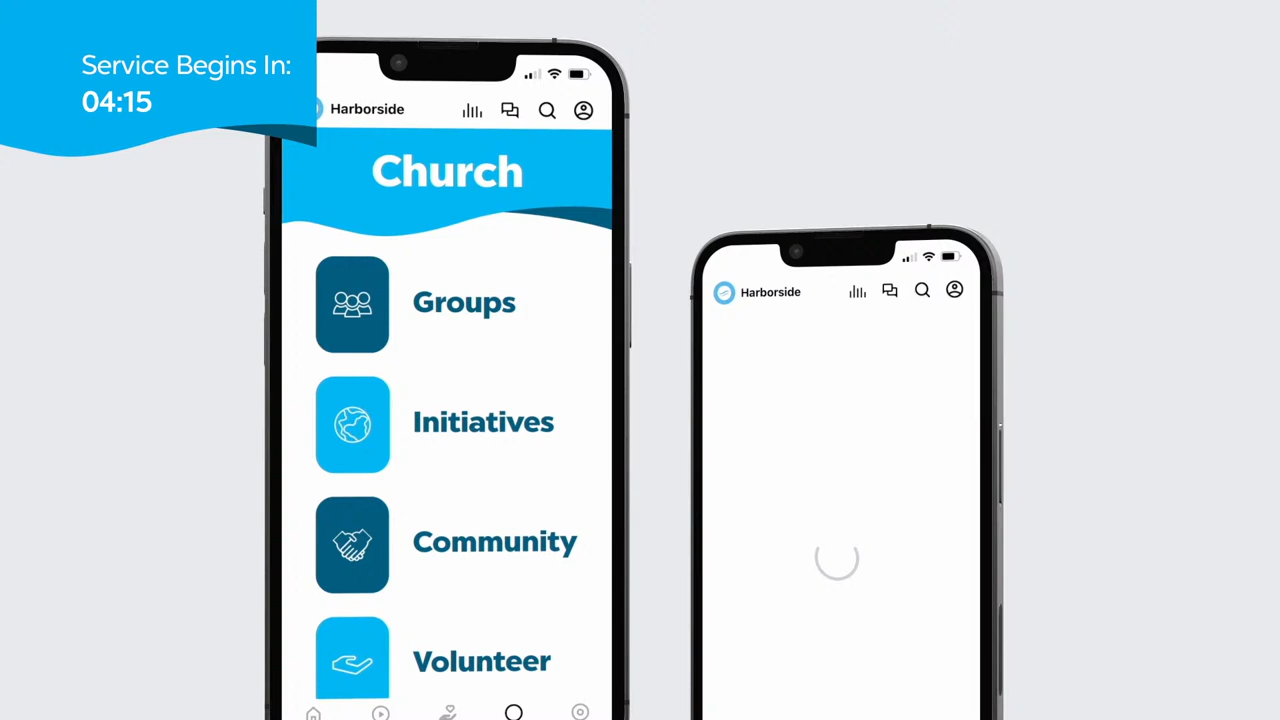 Service Begins In:
04:15
Harborside
Church
Groups
Initiatives
Community
Volunteer
Harborside